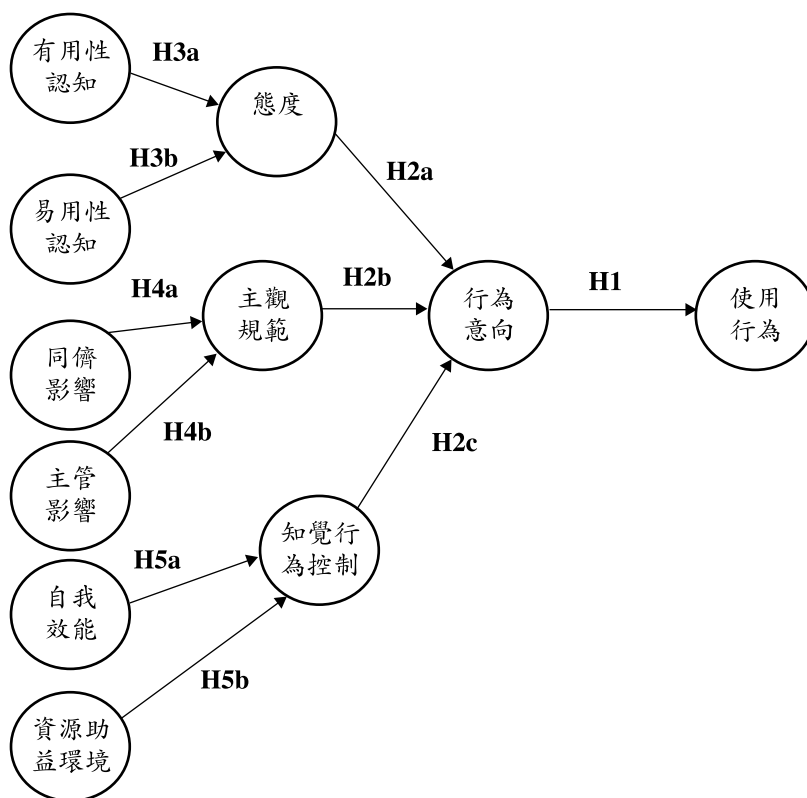 有用性
認知
H3a
態度
H3b
易用性
認知
H2a
H4a
主觀
規範
H2b
行為
意向
H1
使用
行為
同儕
影響
H4b
主管
影響
H2c
知覺行
為控制
H5a
自我
效能
H5b
資源助
益環境